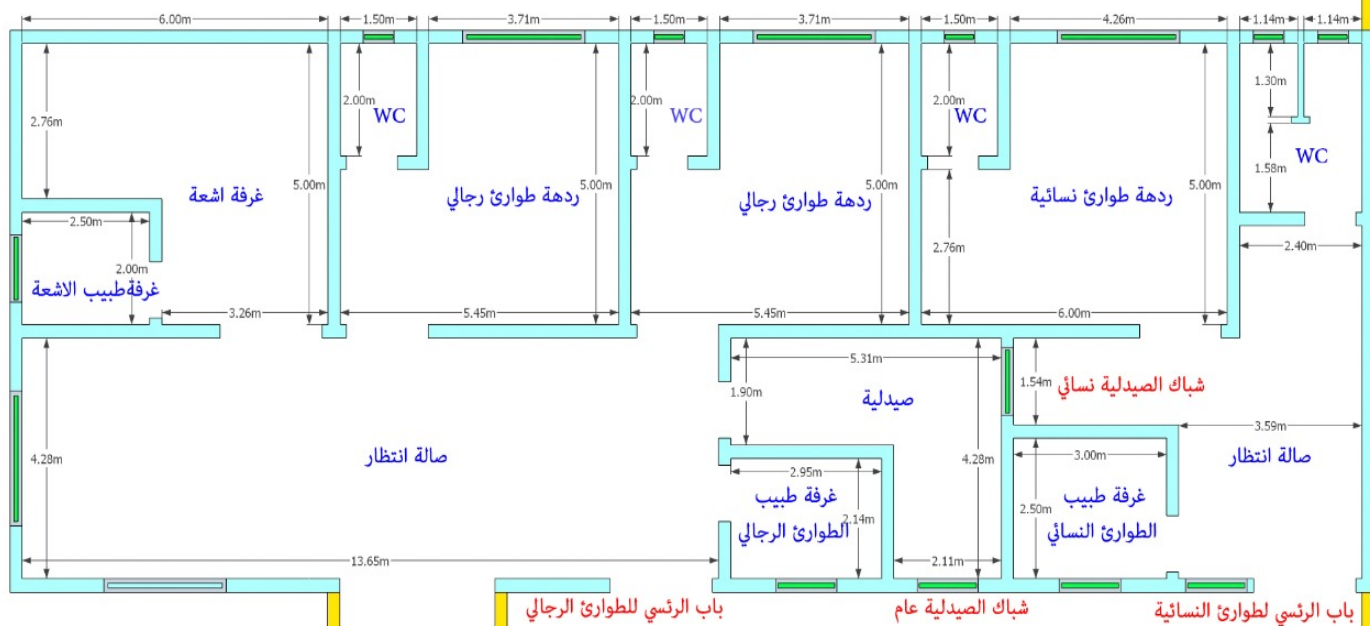 6.00m 1.50m 3.71m 1.50m 3.71m 1.50m 4.26m 1.14m 1.14m
2.76m 5.00m 2.00m 5.00m 2.00m 5.00m 2.00m 5.00m 1.30m
WC WC WC WC
1.58m
غرفة اشعة
ردهة طوارئ رجالي
ردهة طوارئ رجالي
ردهة طوارئ نسائية
2.50m 2.00m 2.76m 2.40m
غرفةطبيب الاشعة
3.26m 5.45m 5.45m 6.00m
5.31m 1.54m
شباك الصيدلية نسائي
1.90m
صيدلية
3.59m
4.28m
صالة انتظار
4.28m 3.00m
صالة انتظار
2.95m
غرفة طبيب
الطوارئ الرجالي
2.14m
2.50m
غرفة طبيب
الطوارئ النسائي
13.65m 2.11m
باب الرئسي للطوارئ الرجالي
شباك الصيدلية عام
باب الرئسي لطوارئ النسائية